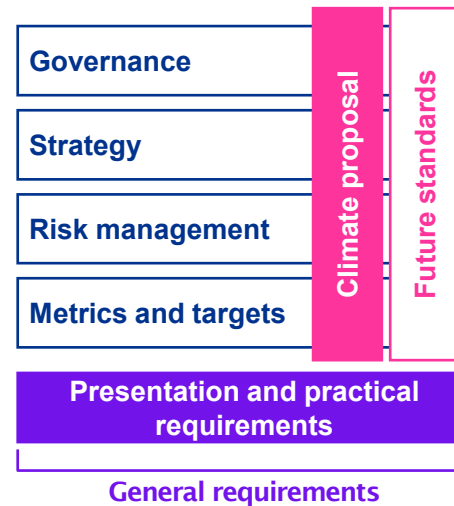 Governance
Strategy
Risk management
Metrics and targets
Climate proposal
Future standards
Presentation and practical
requirements
General requirements